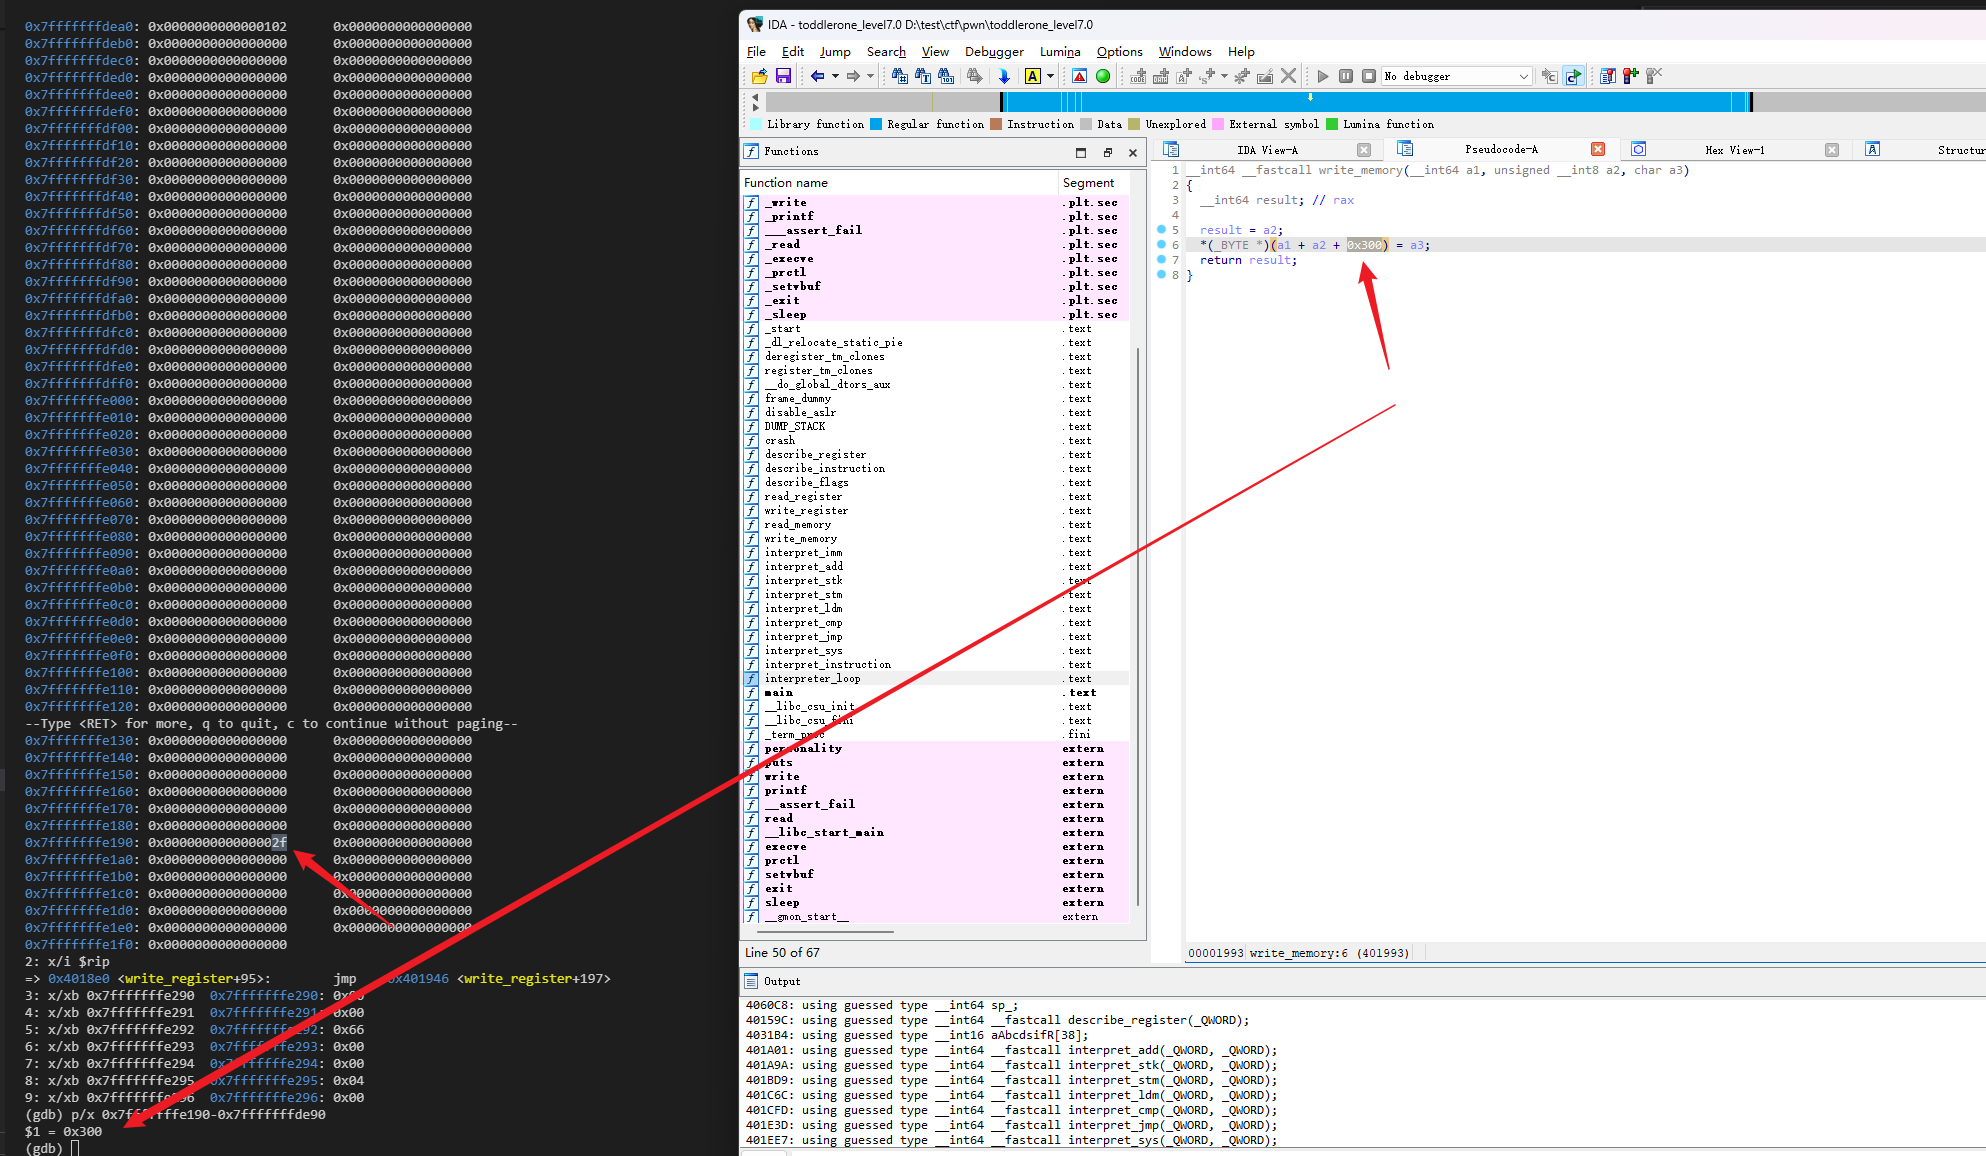 0x7fffffffdea0: 0x0000000000000102 0x0000000000000000
0x7fffffffdeb0: 0x0000000000000000 0x0000000000000000
0x7fffffffdec0: 0x0000000000000000 0x0000000000000000
0x7fffffffded0: 0x0000000000000000 0x0000000000000000
0x7fffffffdee0: 0x0000000000000000 0x0000000000000000
0x7fffffffdef0: 0x0000000000000000 0x0000000000000000
0x7fffffffdf00: 0x0000000000000000 0x0000000000000000
0x7fffffffdf10: 0x0000000000000000 0x0000000000000000
0x7fffffffdf20: 0x0000000000000000 0x0000000000000000
0x7fffffffdf30: 0x0000000000000000 0x0000000000000000
0x7fffffffdf40: 0x0000000000000000 0x0000000000000000
0x7fffffffdf50: 0x0000000000000000 0x0000000000000000
0x7fffffffdf60: 0x0000000000000000 0x0000000000000000
0x7fffffffdf70: 0x0000000000000000 0x0000000000000000
0x7fffffffdf80: 0x0000000000000000 0x0000000000000000
0x7fffffffdf90: 0x0000000000000000 0x0000000000000000
0x7fffffffdfa0: 0x0000000000000000 0x0000000000000000
0x7fffffffdfb0: 0x0000000000000000 0x0000000000000000
0x7fffffffdfc0: 0x0000000000000000 0x0000000000000000
0x7fffffffdfd0: 0x0000000000000000 0x0000000000000000
0x7fffffffdfe0: 0x0000000000000000 0x0000000000000000
0x7fffffffdff0: 0x0000000000000000 0x0000000000000000
0x7fffffffe000: 0x0000000000000000 0x0000000000000000
0x7fffffffe010: 0x0000000000000000 0x0000000000000000
0x7fffffffe020: 0x0000000000000000 0x0000000000000000
0x7fffffffe030: 0x0000000000000000 0x0000000000000000
0x7fffffffe040: 0x0000000000000000 0x0000000000000000
0x7fffffffe050: 0x0000000000000000 0x0000000000000000
0x7fffffffe060: 0x0000000000000000 0x0000000000000000
0x7fffffffe070: 0x0000000000000000 0x0000000000000000
0x7fffffffe080: 0x0000000000000000 0x0000000000000000
0x7fffffffe090: 0x0000000000000000 0x0000000000000000
0x7fffffffe0a0: 0x0000000000000000 0x0000000000000000
0x7fffffffe0b0: 0x0000000000000000 0x0000000000000000
0x7fffffffe0c0: 0x0000000000000000 0x0000000000000000
0x7fffffffe0d0: 0x0000000000000000 0x0000000000000000
0x7fffffffe0e0: 0x0000000000000000 0x0000000000000000
0x7fffffffe0f0: 0x0000000000000000 0x0000000000000000
0x7fffffffe100: 0x0000000000000000 0x0000000000000000
0x7fffffffe110: 0x0000000000000000 0x0000000000000000
0x7fffffffe120: 0x0000000000000000 0x0000000000000000
--Type <RET> for more, q to quit, c to continue without paging--
0x7fffffffe130: 0x0000000000000000 0x0000000000000000
0x7fffffffe140: 0x0000000000000000 0x0000000000000000
0x7fffffffe150: 0x0000000000000000 0x0000000000000000
0x7fffffffe160: 0x0000000000000000 0x0000000000000000
0x7fffffffe170: 0x0000000000000000 0x0000000000000000
0x7fffffffe180: 0x0000000000000000 0x0000000000000000
0x7fffffffe190: 0x000000000000002f 0x0000000000000000
0x7fffffffe1a0: 0x0000000000000000 0x0000000000000000
0x7fffffffe1b0: 0x0000000000000000 0x0000000000000000
0x7fffffffe1c0: 0x0000000000000000 0x0000000000000000
0x7fffffffe1d0: 0x0000000000000000 0x0000000000000000
0x7fffffffe1e0: 0x0000000000000000 0x0000000000000000
0x7fffffffe1f0: 0x0000000000000000
2: x/i $rip
=> 0x4018e0 <write_register+95>: jmp 0x401946 <write_register+197>
3: x/xb 0x7fffffffe290 0x7fffffffe290:
4: x/xb 0x7fffffffe291 0x7fffffffe291: 0x00
5: x/xb 0x7fffffffe292 0x7fffffffe292: 0x66
6: x/xb 0x7fffffffe293 0x7fffffffe293: 0x00
7: x/xb 0x7fffffffe294 0x7fffffffe294: 0x00
8: x/xb 0x7fffffffe295 0x7fffffffe295: 0x04
9: x/xb 0x7fffffffe296 0x7fffffffe296: 0x00
(gdb) p/x 0x7fffffffe190-0x7fffffffde90
$1 = 0x300
(gdb)
IDA - toddlerone_level7.0 D:\test\ctf\pwn\toddlerone_level7.0
File Edit Jump Search View Debugger Lumina Options Windows Help
No debugger
Library function Regular function Instruction Data Unexplored External symbol Lumina function
Functions
Function name Segment
_write .plt.sec
_printf .plt.sec
___assert_fail .plt.sec
_read .plt.sec
_execve .plt.sec
_prctl .plt.sec
_setvbuf .plt.sec
_exit .plt.sec
_sleep .plt.sec
_start .text
_dl_relocate_static_pie .text
deregister_tm_clones .text
register_tm_clones .text
__do_global_dtors_aux .text
frame_dummy .text
disable_aslr .text
DUMP_STACK .text
crash .text
describe_register .text
describe_instruction .text
describe_flags .text
read_register .text
write_register .text
read_memory .text
write_memory .text
interpret_imm .text
interpret_add .text
interpret_stk .text
interpret_stm .text
interpret_ldm .text
interpret_cmp .text
interpret_jmp .text
interpret_sys .text
interpret_instruction .text
interpreter_loop .text
main .text
__libc_csu_init .text
__libc_csu_fini .text
_term_proc .fini
personality extern
puts extern
write extern
printf extern
__assert_fail extern
read extern
__libc_start_main extern
execve extern
prctl extern
setvbuf extern
exit extern
sleep extern
__gmon_start__ extern
Line 50 of 67
IDA View-A Pseudocode-A Hex View-1 Structur
1 __int64 __fastcall write_memory(__int64 a1, unsigned __int8 a2, char a3)
2 {
3 __int64 result; // rax
4
5 result = a2;
6 *(_BYTE *)(a1 + a2 + 0x300) = a3;
7 return result;
8 }
00001993 write_memory:6 (401993)
Output
4060C8: using guessed type __int64 sp_;
40159C: using guessed type __int64 __fastcall describe_register(_QWORD);
4031B4: using guessed type __int16 aAbcdsifR[38];
401A01: using guessed type __int64 __fastcall interpret_add(_QWORD, _QWORD);
401A9A: using guessed type __int64 __fastcall interpret_stk(_QWORD, _QWORD);
401BD9: using guessed type __int64 __fastcall interpret_stm(_QWORD, _QWORD);
401C6C: using guessed type __int64 __fastcall interpret_ldm(_QWORD, _QWORD);
401CFD: using guessed type __int64 __fastcall interpret_cmp(_QWORD, _QWORD);
401E3D: using guessed type __int64 __fastcall interpret_jmp(_QWORD, _QWORD);
401EE7: using guessed type __int64 __fastcall interpret_sys(_QWORD, _QWORD);